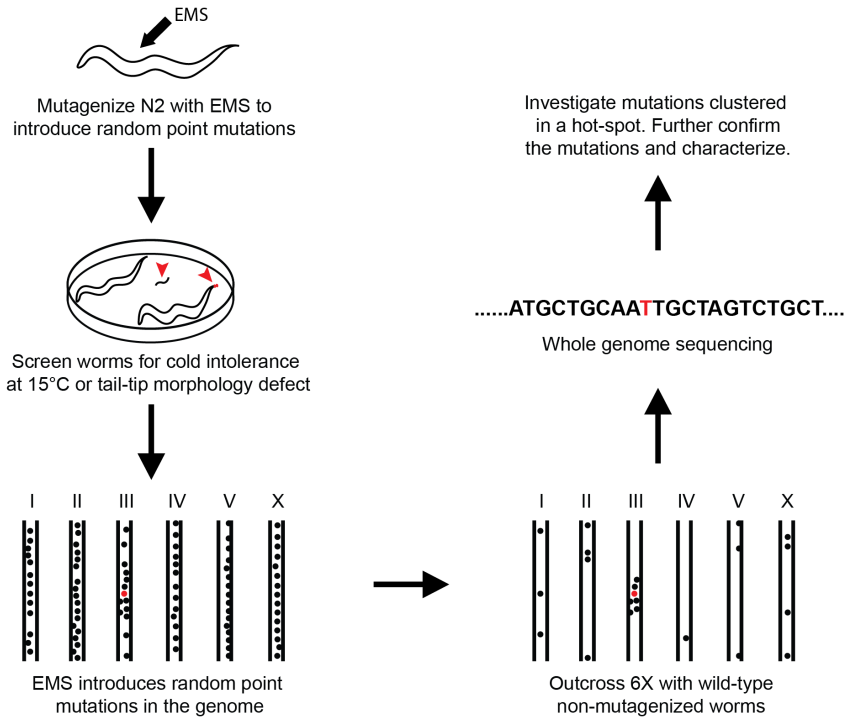 EMS
Mutagenize N2 with EMS to
introduce random point mutations
Screen worms for cold intolerance
at 15°C or tail-tip morphology defect
I II III IV V X
EMS introduces random point
mutations in the genome
I II III IV V X
Outcross 6X with wild-type
non-mutagenized worms
......ATGCTGCAATTGCTAGTCTGCT....
Whole genome sequencing
Investigate mutations clustered
in a hot-spot. Further confirm
the mutations and characterize.